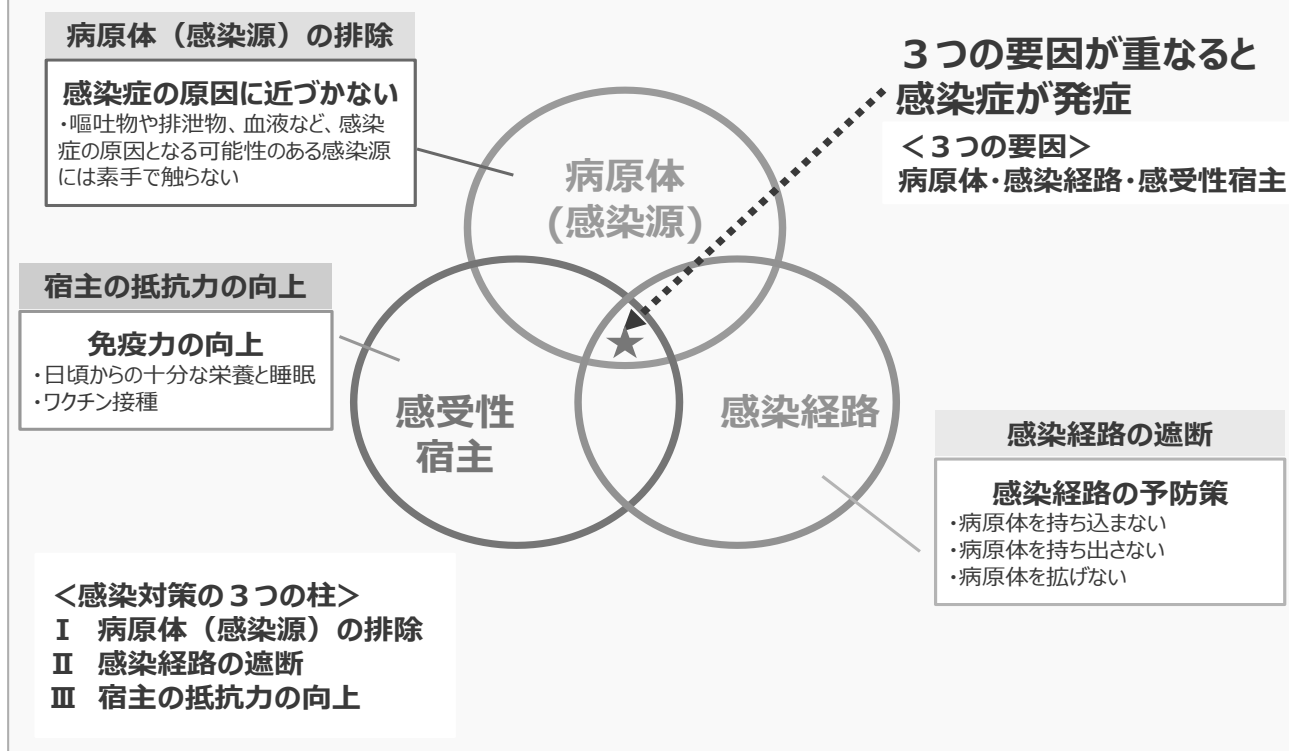 病原体（感染源）の排除
感染症の原因に近づかない
・嘔吐物や排泄物、血液など、感染
症の原因となる可能性のある感染源
には素手で触らない
３つの要因が重なると
感染症が発症
＜３つの要因＞
病原体・感染経路・感受性宿主
病原体
(感染源)
宿主の抵抗力の向上
免疫力の向上
・日頃からの十分な栄養と睡眠
・ワクチン接種
感受性
宿主
感染経路
感染経路の遮断
感染経路の予防策
・病原体を持ち込まない
・病原体を持ち出さない
・病原体を拡げない
＜感染対策の３つの柱＞
Ⅰ　病原体（感染源）の排除
Ⅱ　感染経路の遮断
Ⅲ　宿主の抵抗力の向上